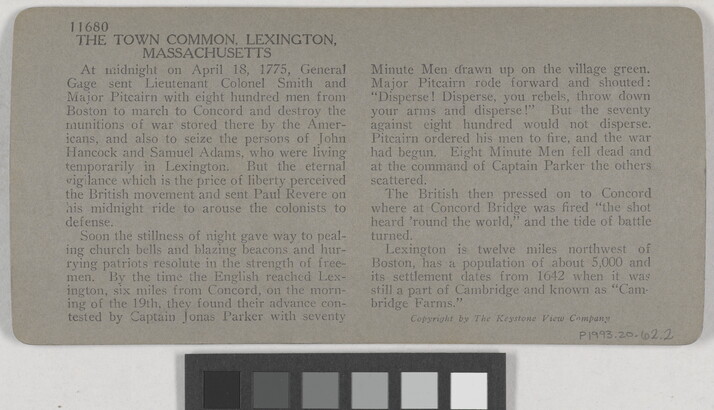 11680
THE TOWN COMMON, LEXINGTON,
MASSACHUSETTS
At midnight on April 18, 1775, General
Gage sent Lieutenant Colonel Smith and
Major Pitcairn with eight hundred men from
Boston to march to Concord and destroy the
munitions of war stored there by the Amer-
icans, and also to seize the persons of John
Hancock and Samuel Adams, who were living
temporarily in Lexington. But the eternal
vigilance which is the price of liberty perceived
the British movement and sent Paul Revere on
his midnight ride to arouse the colonists to
defense.
Soon the stillness of night gave way to peal-
ing church bells and blazing beacons and hur-
rying patriots resolute in the strength of free-
men. By the time the English reached Lex-
ington, six miles from Concord, on the morn-
ing of the 19th, they found their advance con-
tested by Captain Jonas Parker with seventy
Minute Men drawn up on the village green.
Major Pitcairn rode forward and shouted:
"Disperse! Disperse, you rebels, throw down
your arms and disperse!" But the seventy
against eight hundred would not disperse.
Pitcairn ordered his men to fire, and the war
had begun. Eight Minute Men fell dead and
at the command of Captain Parker the others
scattered.
The British then pressed on to Concord
where at Concord Bridge was fired "the shot
heard 'round the world," and the tide of battle
turned.
Lexington is twelve miles northwest of
Boston, has a population of about 5,000 and
its settlement dates from 1642 when it was
still a part of Cambridge and known as "Cam-
bridge Farms."
Copyright by The Keystone View Company
P1993.20.62.2